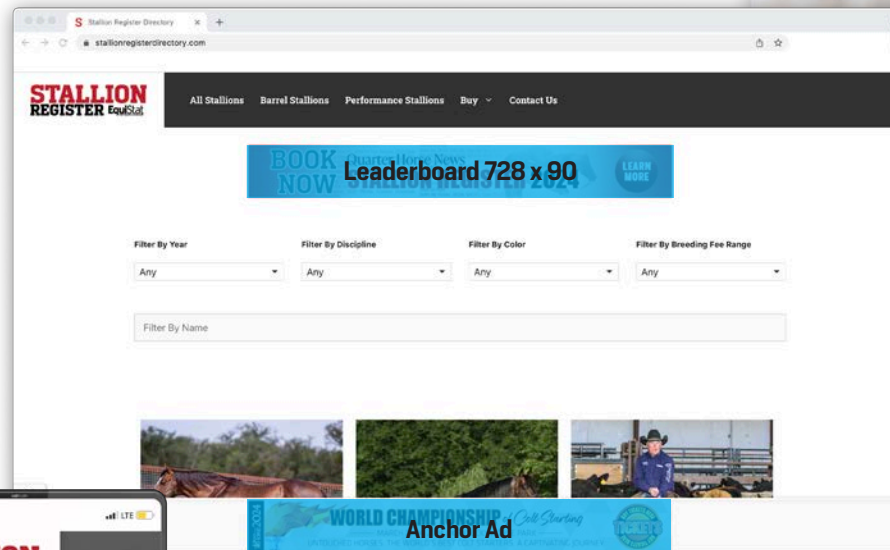 S Stallion Register Directory × +
stallionregisterdirectory.com
STALLION
REGISTER EquiStat
All Stallions Barrel Stallions Performance Stallions Buy Contact Us
BOOK NOW Quarter Horse News
STALLION REGISTER 2024
LEARN MORE
Leaderboard 728 x 90
Filter By Year Filter By Discipline Filter By Color Filter By Breeding Fee Range
Any Any Any Any
Filter By Name
LTE
WORLD CHAMPIONSHIP of Colt Starting
TICKETS
Anchor Ad
2024